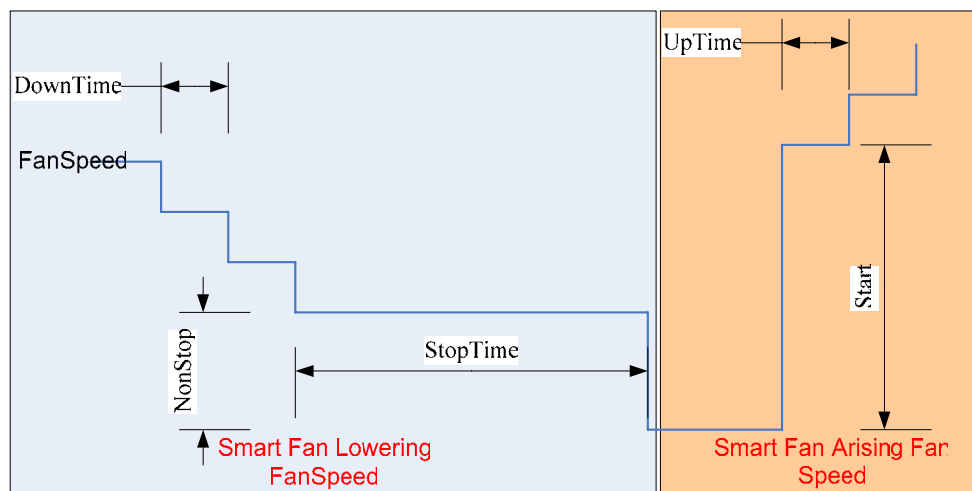 UpTime
DownTime
FanSpeed
Start
NonStop
StopTime
Smart Fan Lowering
FanSpeed
Smart Fan Arising Fan
Speed